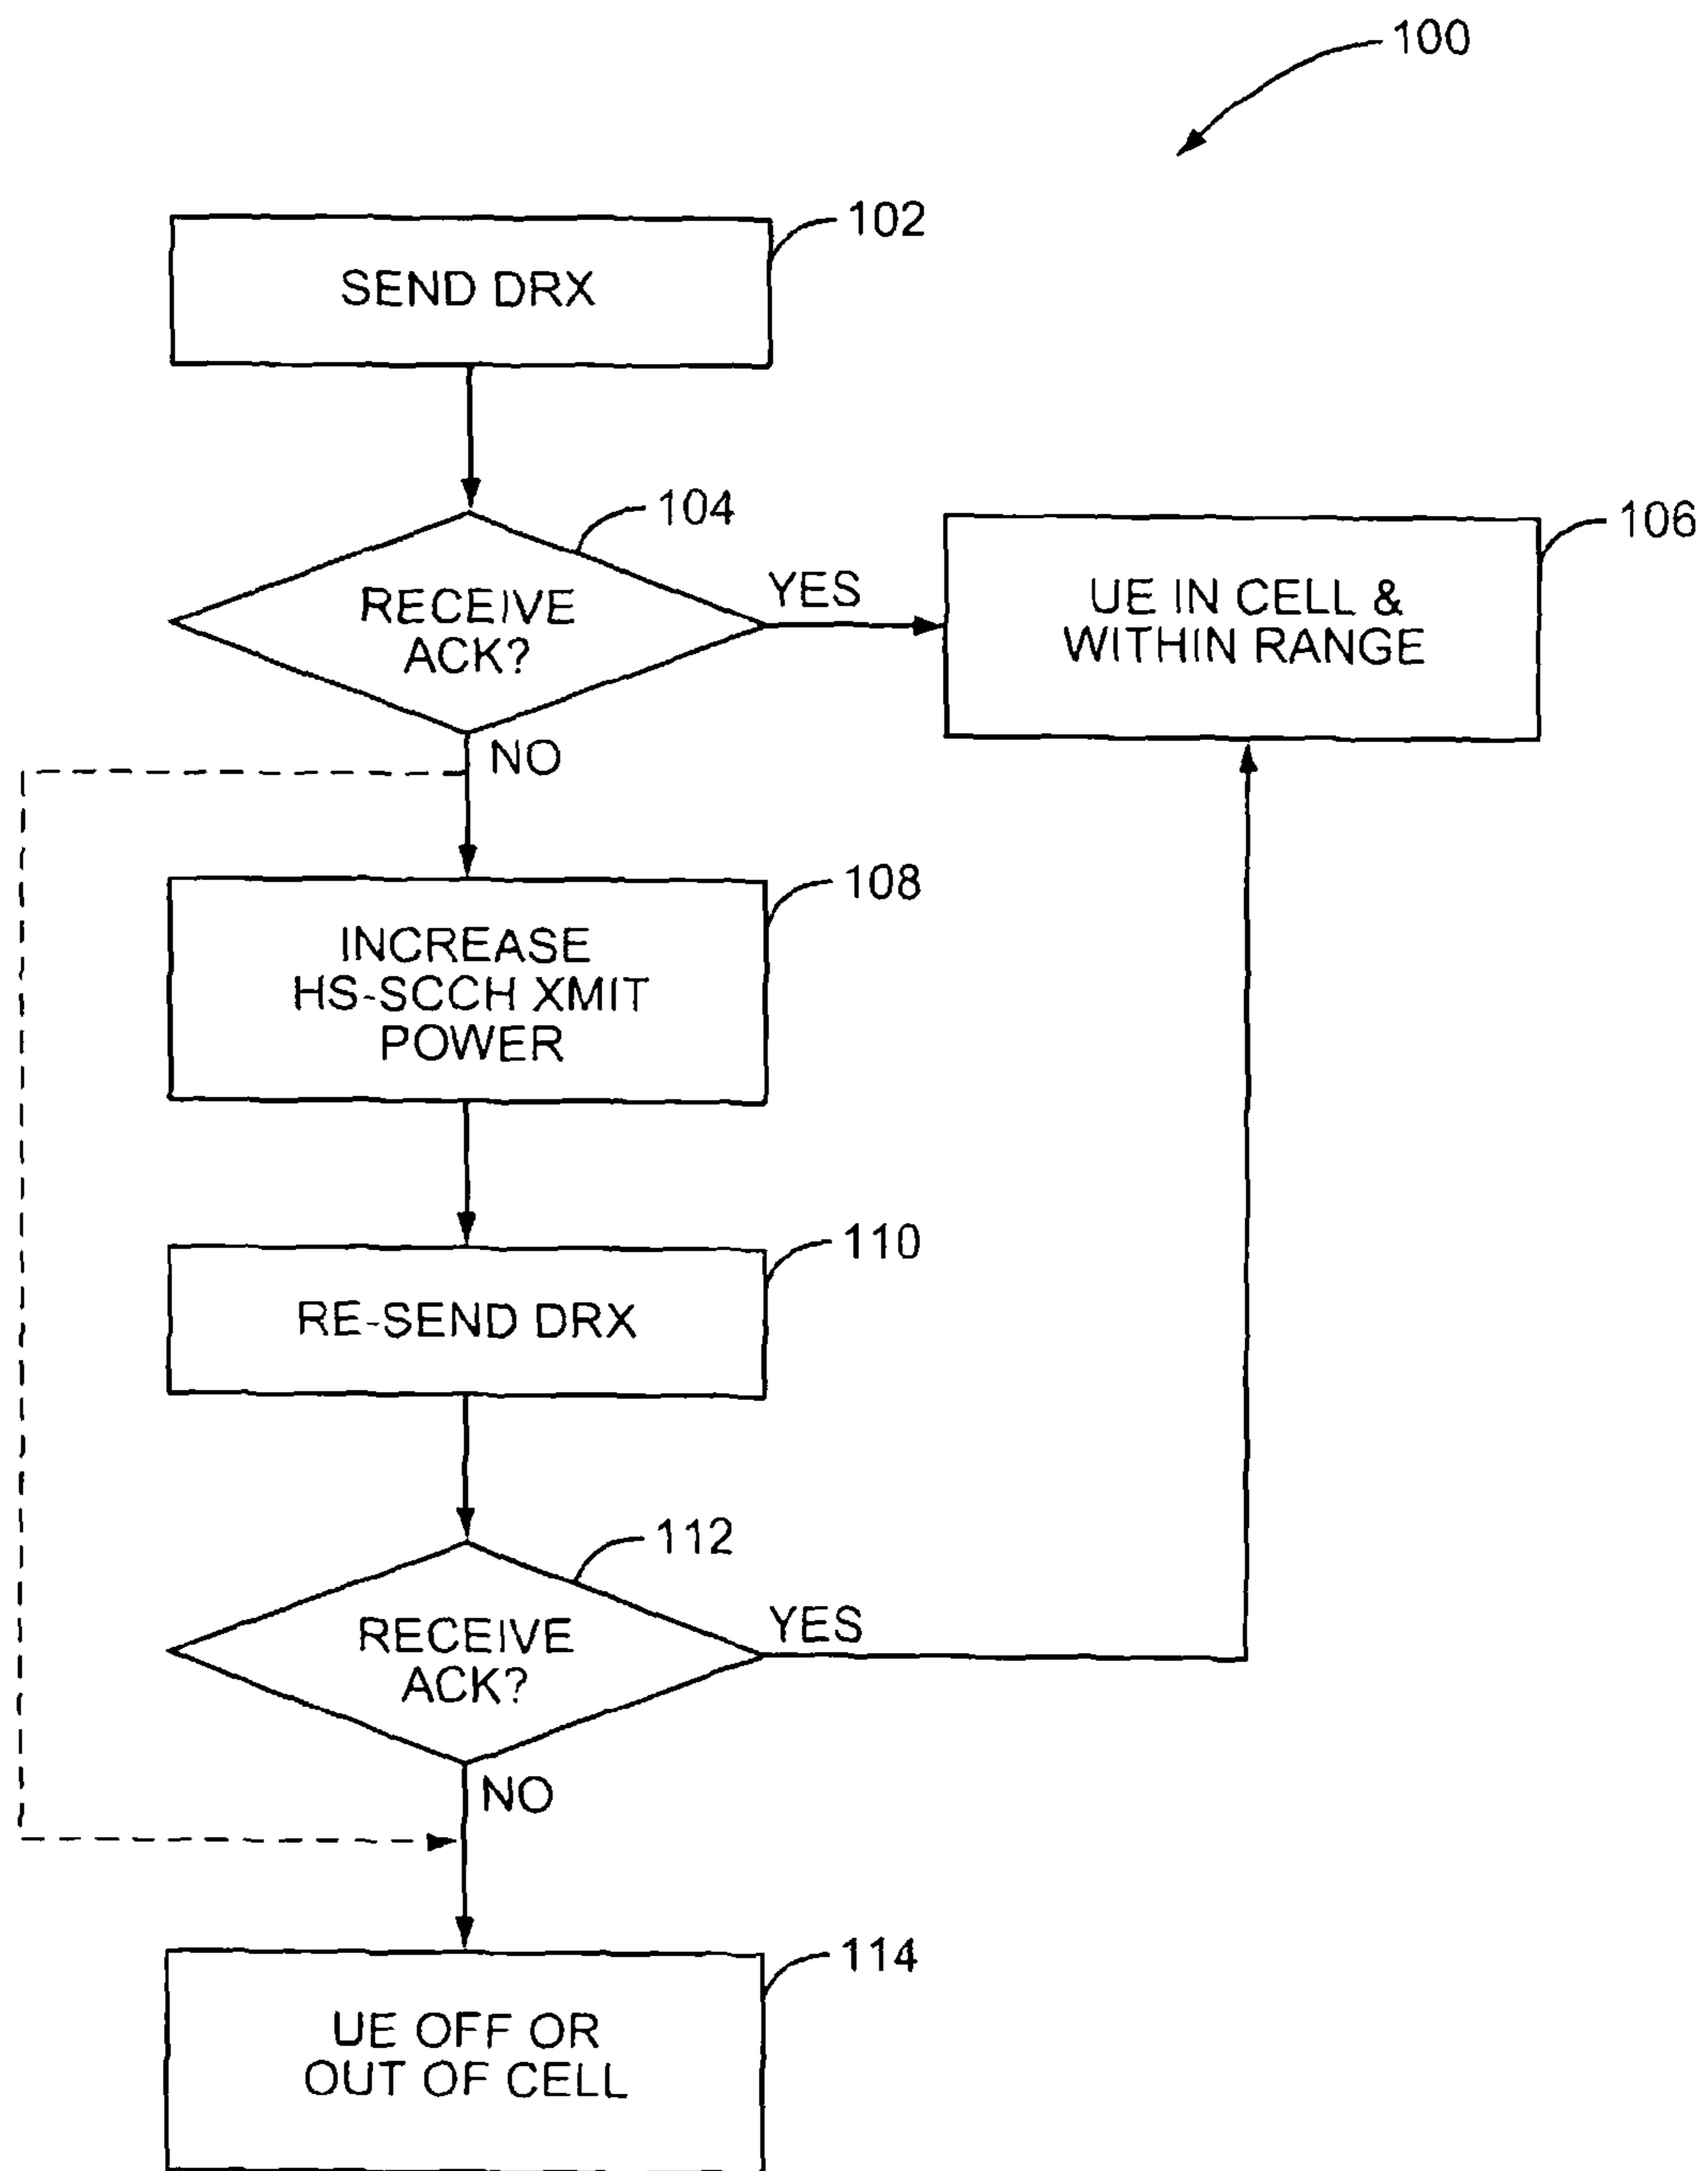 100
102
SEND DRX
104
RECEIVE
ACK?
YES
106
UE IN CELL &
WITHIN RANGE
NO
108
INCREASE
HS-SCCH XMIT
POWER
110
RE-SEND DRX
112
RECEIVE
ACK?
YES
NO
114
UE OFF OR
OUT OF CELL